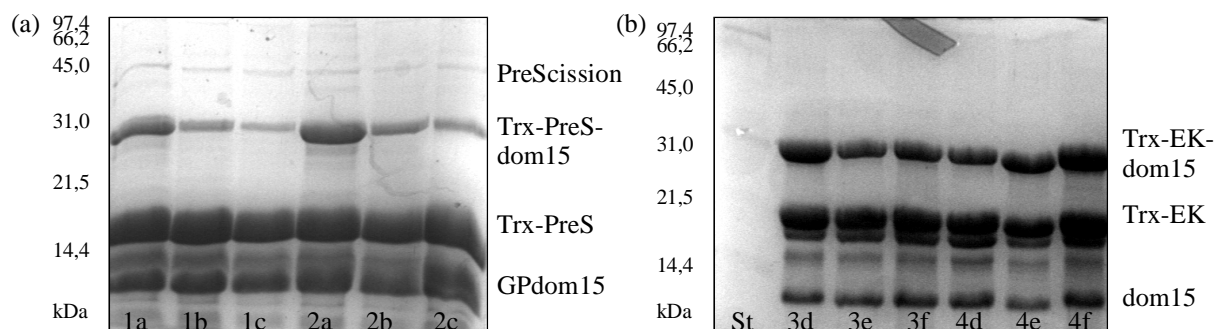 (a)
97,4
66,2
45,0
31,0
21,5
14,4
kDa
1a 1b 1c 2a 2b 2c
PreScission
Trx-PreS-
dom15
Trx-PreS
GPdom15
(b)
97,4
66,2
45,0
31,0
21,5
14,4
kDa
St 3d 3e 3f 4d 4e 4f
Trx-EK-
dom15
Trx-EK
dom15